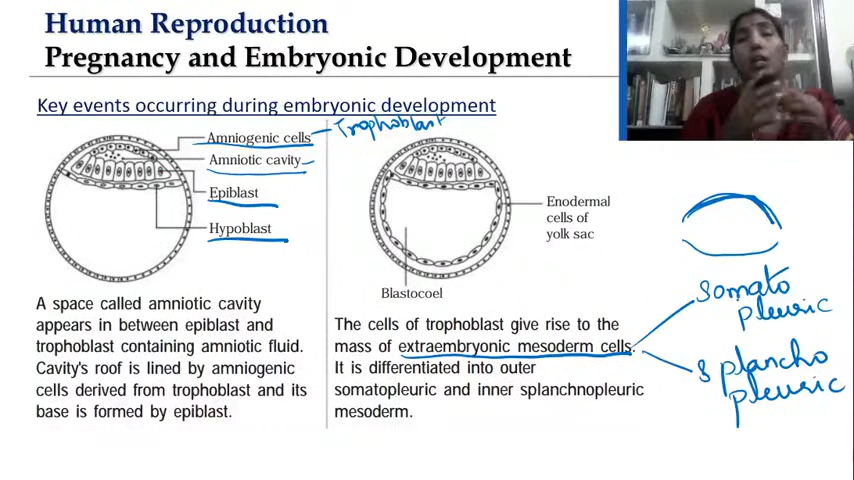 Human Reproduction
Pregnancy and Embryonic Development
Key events occurring during embryonic development
Amniogenic cells
Trophoblast
Amniotic cavity
Epiblast
Hypoblast
A space called amniotic cavity
appears in between epiblast and
trophoblast containing amniotic fluid.
Cavity's roof is lined by amniogenic
cells derived from trophoblast and its
base is formed by epiblast.
Enodermal
cells of
yolk sac
Blastocoel
The cells of trophoblast give rise to the
mass of extraembryonic mesoderm cells.
It is differentiated into outer
somatopleuric and inner splanchnopleuric
mesoderm.
Somato
pleuric
Splancho
pleuric